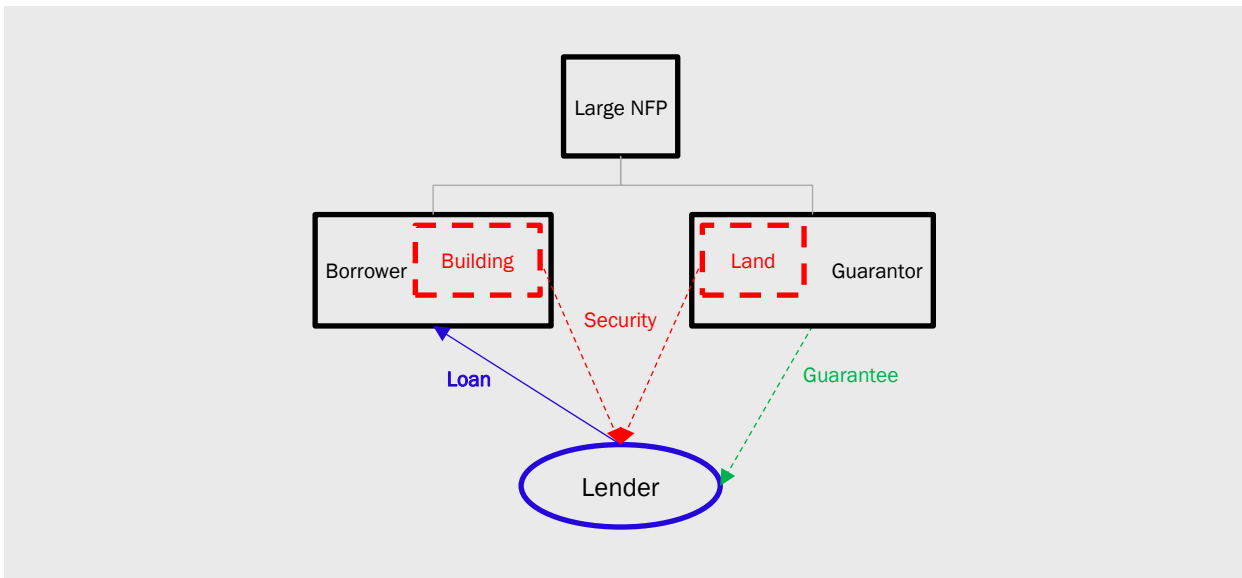 Large NFP
Borrower
Building
Land
Guarantor
Security
Loan
Guarantee
Lender